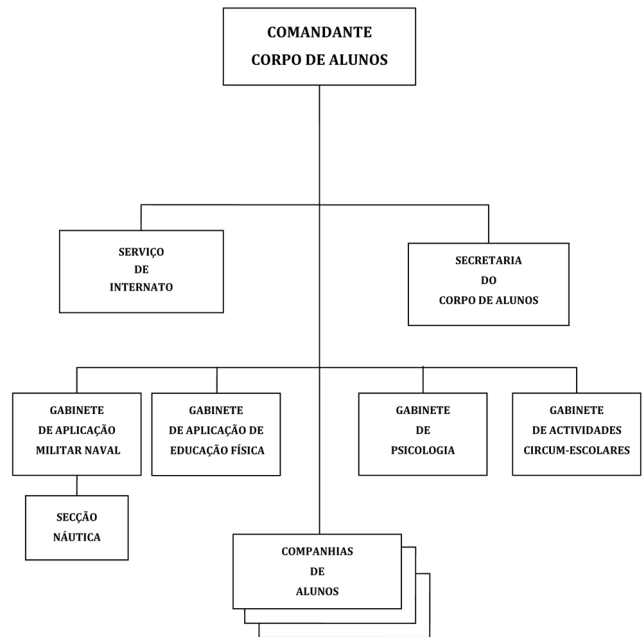 COMANDANTE
CORPO DE ALUNOS
SERVIÇO
DE
INTERNATO
SECRETARIA
DO
CORPO DE ALUNOS
GABINETE
DE APLICAÇÃO
MILITAR NAVAL
GABINETE
DE APLICAÇÃO DE
EDUCAÇÃO FÍSICA
GABINETE
DE
PSICOLOGIA
GABINETE
DE ACTIVIDADES
CIRCUM-ESCOLARES
SECÇÃO
NÁUTICA
COMPANHIAS
DE
ALUNOS